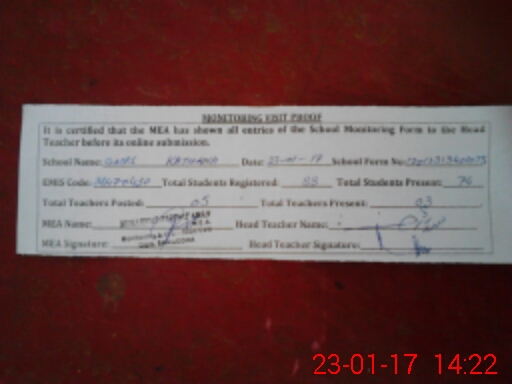 MONITORING VISIT PROOF
It is certified that the MEA has shown all entries of the School Monitoring Form to the Head
Teacher before its online submission.
School Name: Date: 23-01-17 School Form No:
EMIS Code: Total Students Registered: 88 Total Students Present: 76
Total Teachers Posted: 05 Total Teachers Present: 03
MEA Name: Head Teacher Name:
MEA Signature: Head Teacher Signature:
23-01-17 14:22